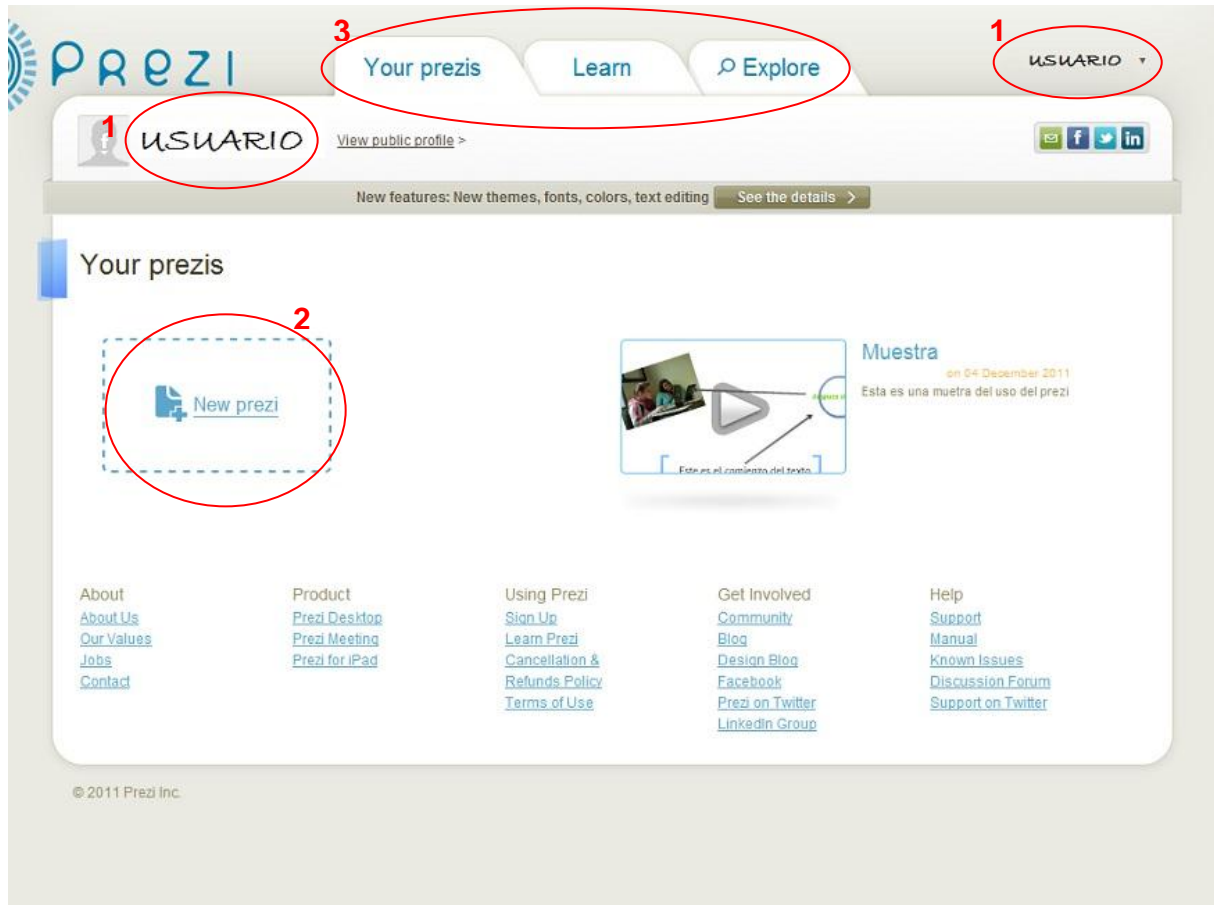 3
1
PREZI
Your prezis
Learn
Explore
USUARIO
1
USUARIO
View public profile >
f
in
New features: New themes, fonts, colors, text editing
See the details >
Your prezis
2
New prezi
Muestra
on 04 December 2011
Esta es una muetra del uso del prezi
Este es el comienzo del texto
About
About Us
Our Values
Jobs
Contact
Product
Prezi Desktop
Prezi Meeting
Prezi for iPad
Using Prezi
Sign Up
Learn Prezi
Cancellation &
Refunds Policy
Terms of Use
Get Involved
Community
Blog
Design Blog
Facebook
Prezi on Twitter
LinkedIn Group
Help
Support
Manual
Known Issues
Discussion Forum
Support on Twitter
© 2011 Prezi Inc.